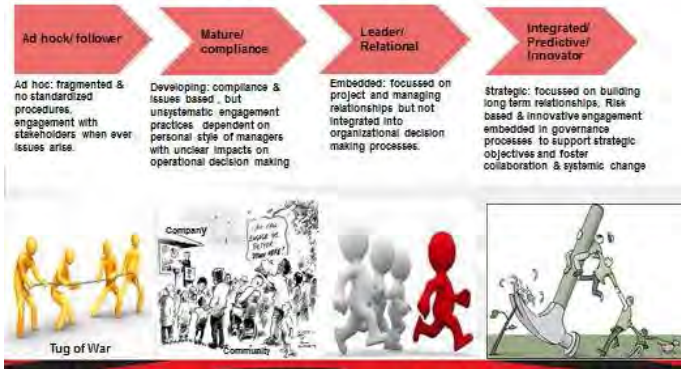 Ad hock/ follower
Mature/
compliance
Leader/
Relational
Integrated/
Predictive/
Innovator
Ad hoc: fragmented &
no standardized
procedures,
engagement with
stakeholders when ever
issues arise.
Developing: compliance &
issues based , but
unsystematic engagement
practices dependent on
personal style of managers
with unclear impacts on
operational decision making
Embedded: focussed on
project and managing
relationships but not
integrated into
organizational decision
making processes.
Strategic: focussed on building
long term relationships, Risk
based & innovative engagement
embedded in governance
processes to support strategic
objectives and foster
collaboration & systemic change
Tug of War
Company
Community